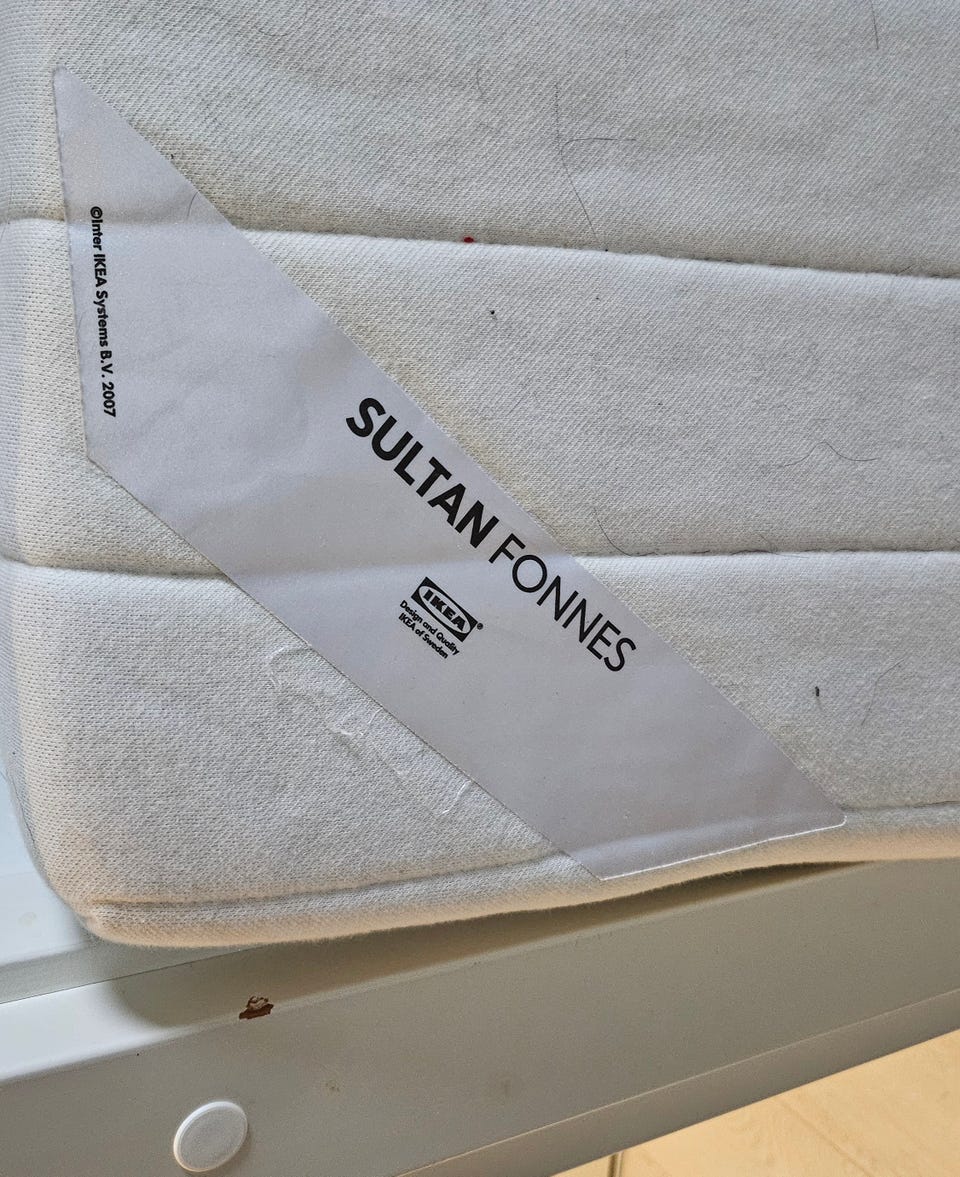 ©Inter IKEA Systems B.V. 2007
SULTAN FONNES
IKEA®
Design and Quality
IKEA of Sweden